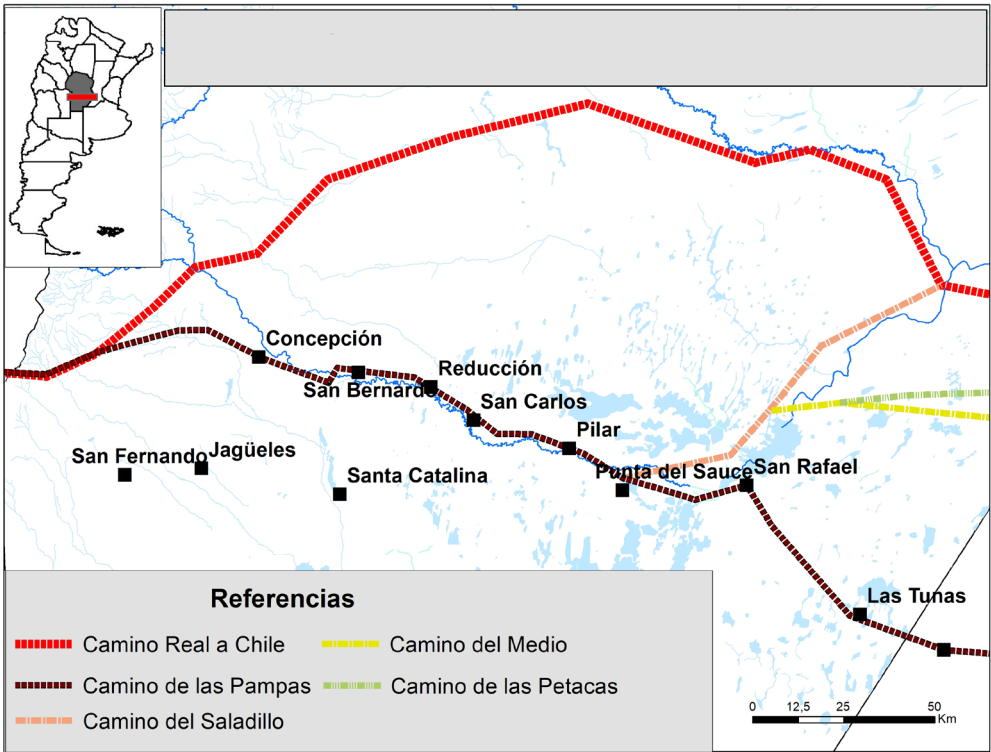 Concepción
Reducción
San Bernardo
San Carlos
Pilar
San Fernando
Jagüeles
Santa Catalina
Punta del Sauce
San Rafael
Las Tunas
Referencias
Camino Real a Chile
Camino del Medio
Camino de las Pampas
Camino de las Petacas
Camino del Saladillo
0 12,5 25 50
Km